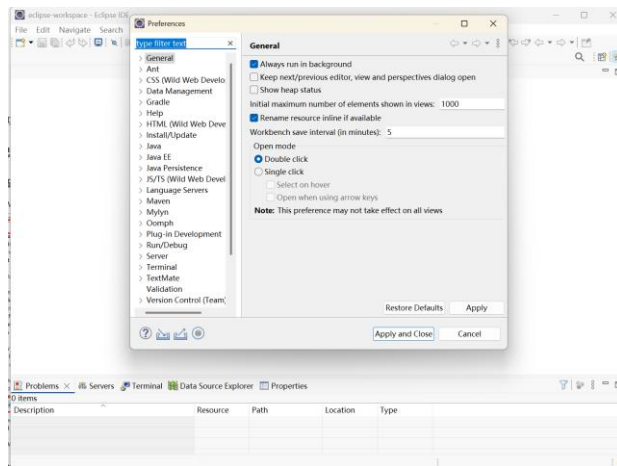 eclipse-workspace - Eclipse IDE
File Edit Navigate Search
Preferences
type filter text
General
Ant
CSS (Wild Web Develo
Data Management
Gradle
Help
HTML (Wild Web Deve
Install/Update
Java
Java EE
Java Persistence
JS/TS (Wild Web Devel
Language Servers
Maven
Mylyn
Oomph
Plug-in Development
Run/Debug
Server
Terminal
TextMate
Validation
Version Control (Team)
General
Always run in background
Keep next/previous editor, view and perspectives dialog open
Show heap status
Initial maximum number of elements shown in views: 1000
Rename resource inline if available
Workbench save interval (in minutes): 5
Open mode
Double click
Single click
Select on hover
Open when using arrow keys
Note: This preference may not take effect on all views
Restore Defaults Apply
Apply and Close Cancel
Problems Servers Terminal Data Source Explorer Properties
0 items
Description Resource Path Location Type